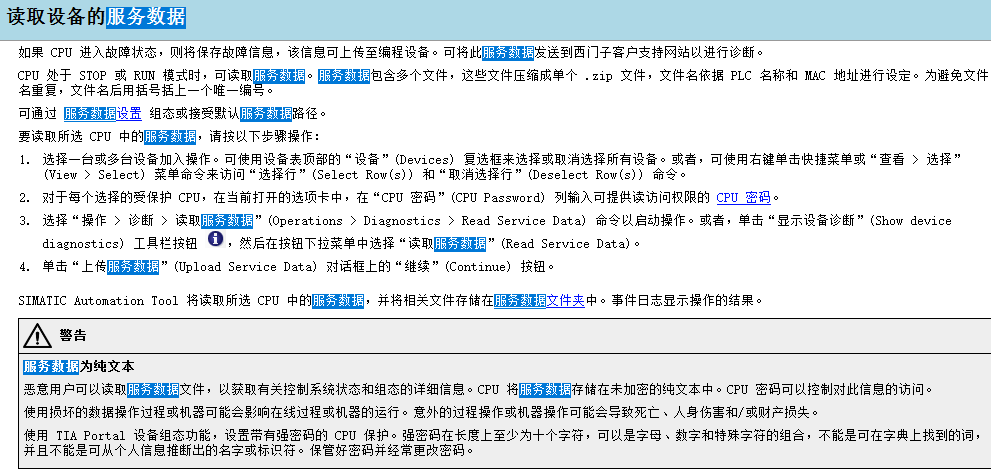 读取设备的服务数据
如果 CPU 进入故障状态，则将保存故障信息，该信息可上传至编程设备。可将此服务数据发送到西门子客户支持网站以进行诊断。
CPU 处于 STOP 或 RUN 模式时，可读取服务数据。服务数据包含多个文件，这些文件压缩成单个 .zip 文件，文件名依据 PLC 名称和 MAC 地址进行设定。为避免文件
名重复，文件名后用括号括上一个唯一编号。
可通过 服务数据设置 组态或接受默认服务数据路径。
要读取所选 CPU 中的服务数据，请按以下步骤操作：
1. 选择一台或多台设备加入操作。可使用设备表顶部的“设备”(Devices) 复选框来选择或取消选择所有设备。或者，可使用右键单击快捷菜单或“查看 > 选择”
(View > Select) 菜单命令来访问“选择行”(Select Row(s)) 和“取消选择行”(Deselect Row(s)) 命令。
2. 对于每个选择的受保护 CPU，在当前打开的选项卡中，在“CPU 密码”(CPU Password) 列输入可提供读访问权限的 CPU 密码。
3. 选择“操作 > 诊断 > 读取服务数据”(Operations > Diagnostics > Read Service Data) 命令以启动操作。或者，单击“显示设备诊断”(Show device
diagnostics) 工具栏按钮 ，然后在按钮下拉菜单中选择“读取服务数据”(Read Service Data)。
4. 单击“上传服务数据”(Upload Service Data) 对话框上的“继续”(Continue) 按钮。
SIMATIC Automation Tool 将读取所选 CPU 中的服务数据，并将相关文件存储在服务数据文件夹中。事件日志显示操作的结果。
警告
服务数据为纯文本
恶意用户可以读取服务数据文件，以获取有关控制系统状态和组态的详细信息。CPU 将服务数据存储在未加密的纯文本中。CPU 密码可以控制对此信息的访问。
使用损坏的数据操作过程或机器可能会影响在线过程或机器的运行。意外的过程操作或机器操作可能会导致死亡、人身伤害和/或财产损失。
使用 TIA Portal 设备组态功能，设置带有强密码的 CPU 保护。强密码在长度上至少为十个字符，可以是字母、数字和特殊字符的组合，不能是可在字典上找到的词，
并且不能是可从个人信息推断出的名字或标识符。保管好密码并经常更改密码。